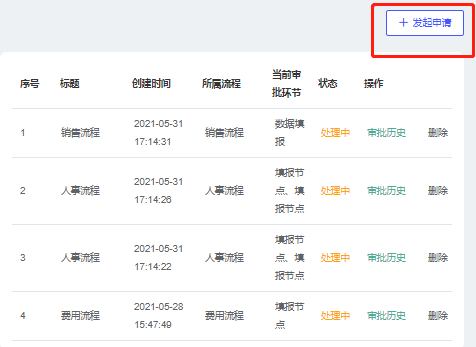 + 发起申请
序号 标题 创建时间 所属流程 当前审批环节 状态 操作
1 销售流程 2021-05-31 17:14:31 销售流程 数据填报 处理中 审批历史 删除
2 人事流程 2021-05-31 17:14:26 人事流程 填报节点、填报节点 处理中 审批历史 删除
3 人事流程 2021-05-31 17:14:22 人事流程 填报节点、填报节点 处理中 审批历史 删除
4 费用流程 2021-05-28 15:47:49 费用流程 填报节点 处理中 审批历史 删除